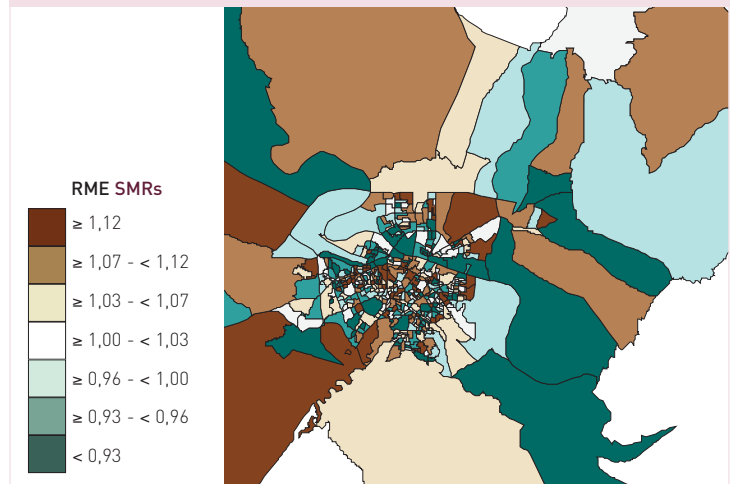 RME SMRs
≥ 1,12
≥ 1,07 - < 1,12
≥ 1,03 - < 1,07
≥ 1,00 - < 1,03
≥ 0,96 - < 1,00
≥ 0,93 - < 0,96
< 0,93